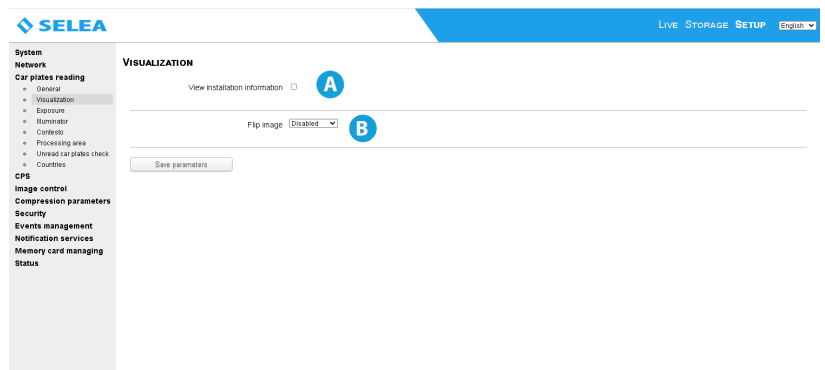 SELEA
LIVE STORAGE SETUP English
System
Network
Car plates reading
General
Visualization
Exposure
Illuminator
Contesto
Processing area
Unread car plates check
Countries
CPS
Image control
Compression parameters
Security
Events management
Notification services
Memory card managing
Status
VISUALIZATION
View installation information A
Flip image Disabled B
Save parameters